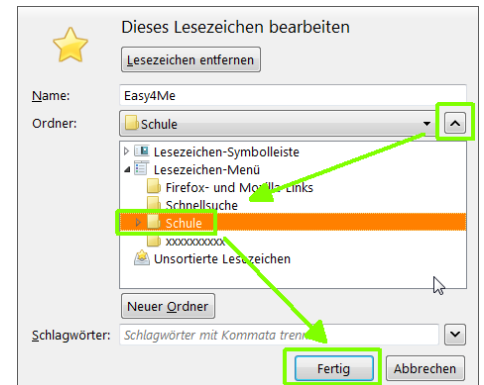 Dieses Lesezeichen bearbeiten
Lesezeichen entfernen
Name: Easy4Me
Ordner: Schule
Lesezeichen-Symbolleiste
Lesezeichen-Menü
Firefox- und Mozilla-Links
Schnellsuche
Schule
xxxxxxxxxx
Unsortierte Lesezeichen
Neuer Ordner
Schlagwörter: Schlagwörter mit Kommata trennen
Fertig Abbrechen